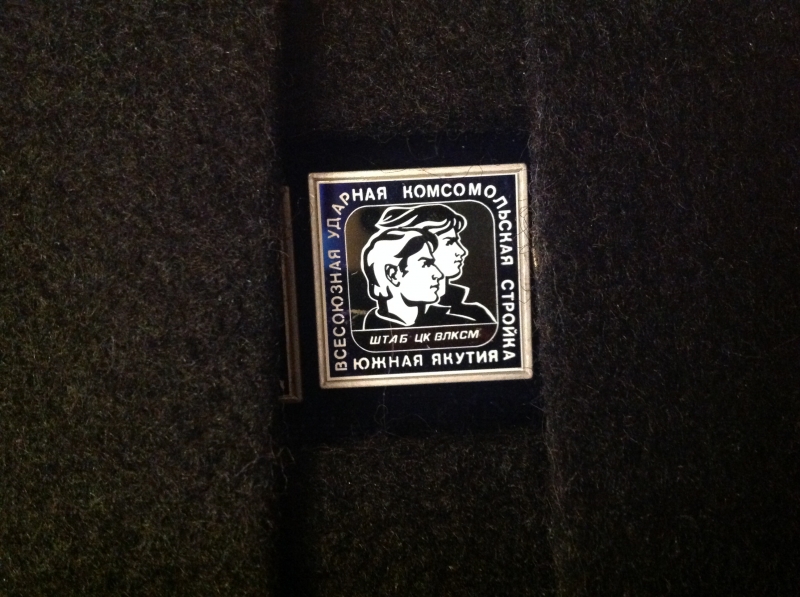 ВСЕСОЮЗНАЯ УДАРНАЯ КОМСОМОЛЬСКАЯ СТРОЙКА
ШТАБ ЦК ВЛКСМ
ЮЖНАЯ ЯКУТИЯ